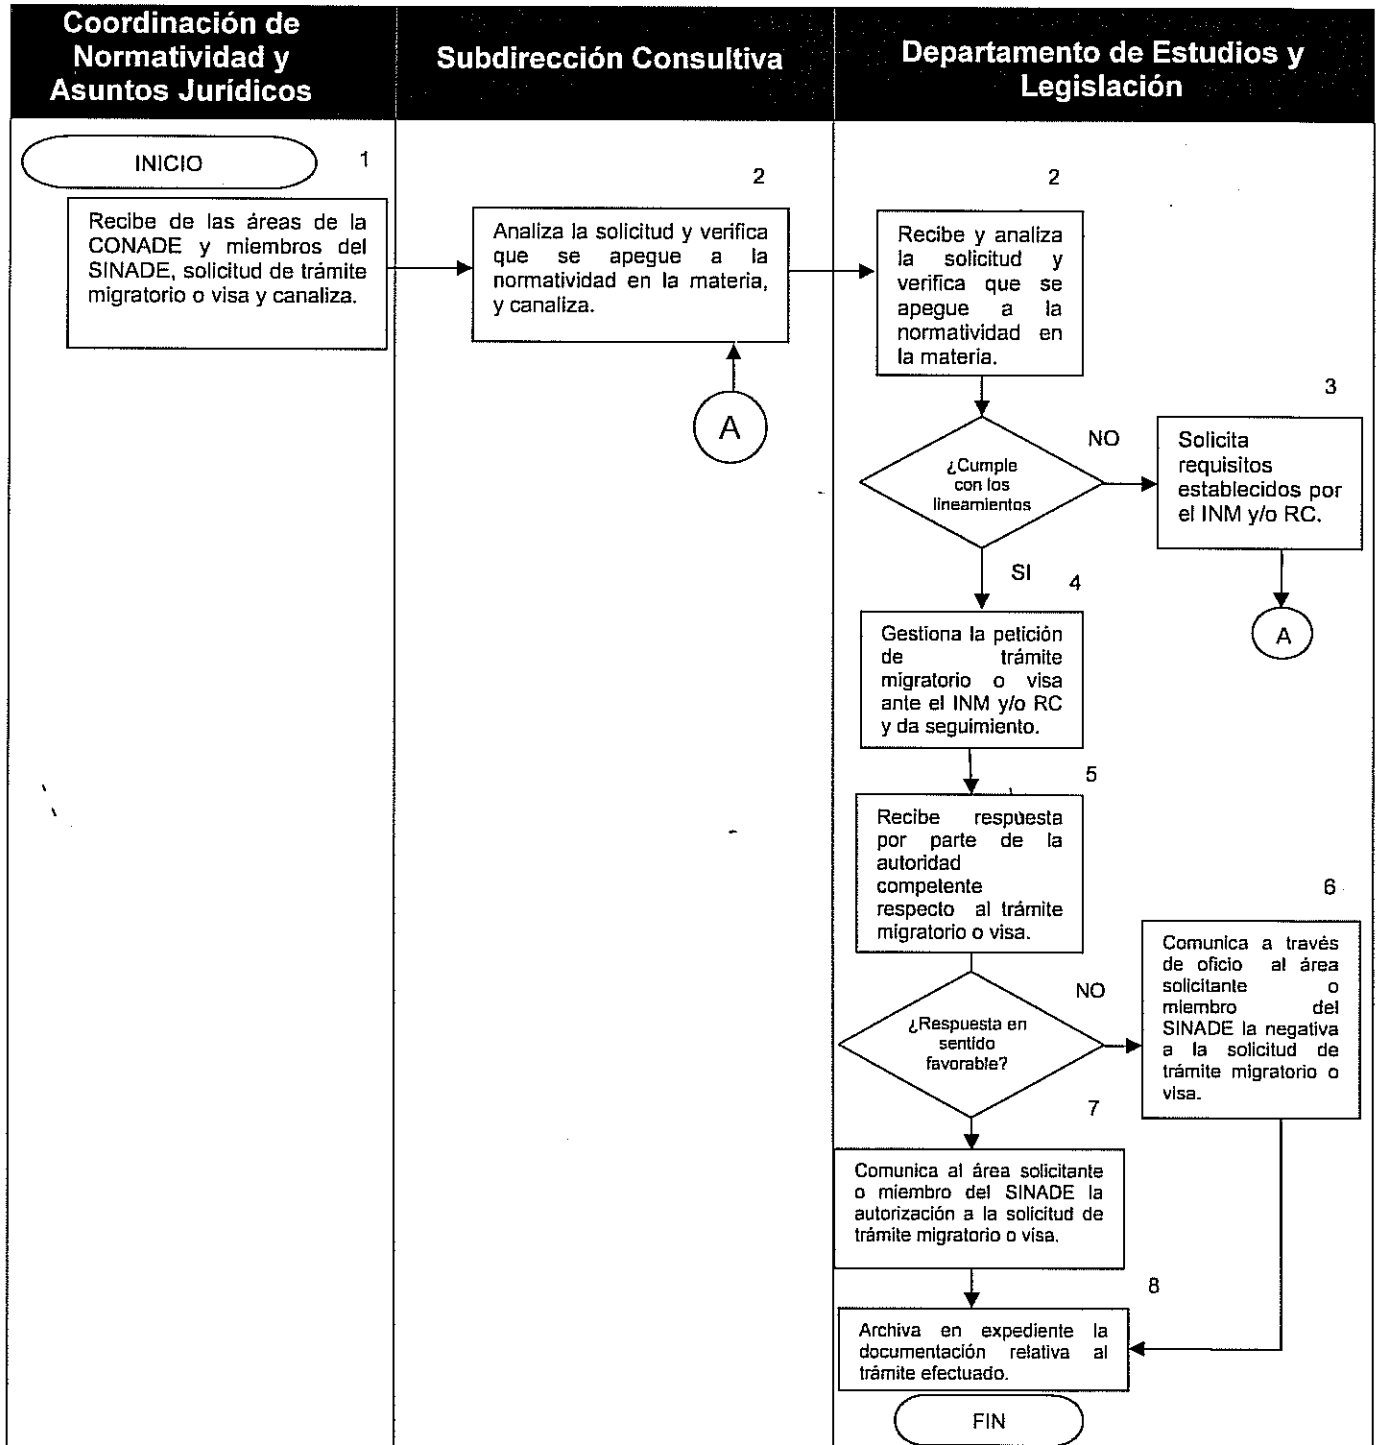 Coordinación de
Normatividad y
Asuntos Jurídicos
Subdirección Consultiva
Departamento de Estudios y
Legislación
INICIO
1
Recibe de las áreas de la
CONADE y miembros del
SINADE, solicitud de trámite
migratorio o visa y canaliza.
2
Analiza la solicitud y verifica
que se apegue a la
normatividad en la materia,
y canaliza.
A
2
Recibe y analiza
la solicitud y
verifica que se
apegue a la
normatividad en
la materia.
¿Cumple
con los
lineamientos
NO
3
Solicita
requisitos
establecidos por
el INM y/o RC.
A
SI
4
Gestiona la petición
de trámite
migratorio o visa
ante el INM y/o RC
y da seguimiento.
5
Recibe respuesta
por parte de la
autoridad
competente
respecto al trámite
migratorio o visa.
¿Respuesta en
sentido
favorable?
NO
6
Comunica a través
de oficio al área
solicitante o
miembro del
SINADE la negativa
a la solicitud de
trámite migratorio o
visa.
7
Comunica al área solicitante
o miembro del SINADE la
autorización a la solicitud de
trámite migratorio o visa.
8
Archiva en expediente la
documentación relativa al
trámite efectuado.
FIN